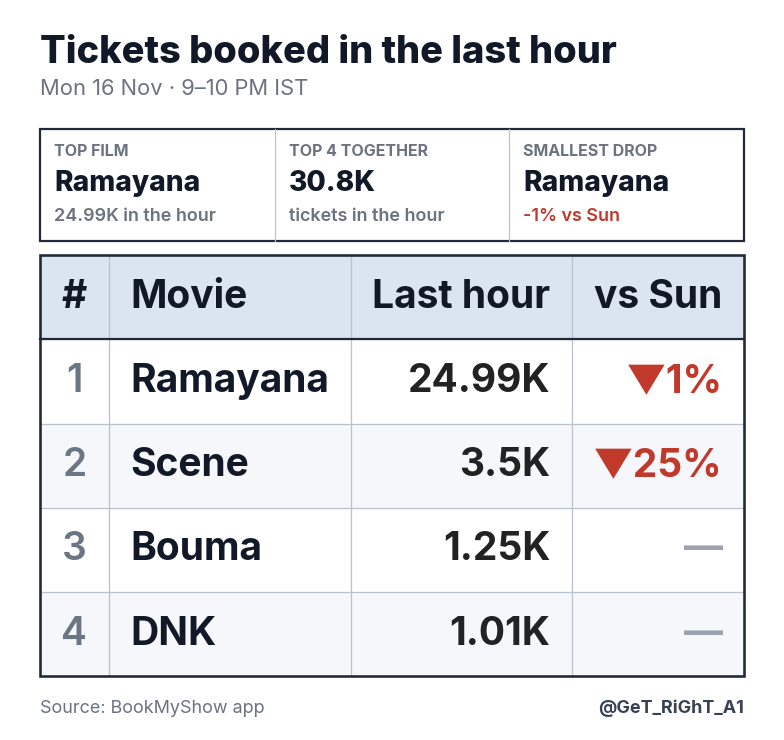 Tickets booked in the last hour
Mon 16 Nov · 9–10 PM IST
TOP FILM
Ramayana
24.99K in the hour
TOP 4 TOGETHER
30.8K
tickets in the hour
SMALLEST DROP
Ramayana
-1% vs Sun
# Movie Last hour vs Sun
1 Ramayana 24.99K ▼1%
2 Scene 3.5K ▼25%
3 Bouma 1.25K —
4 DNK 1.01K —
Source: BookMyShow app @GeT_RiGhT_A1